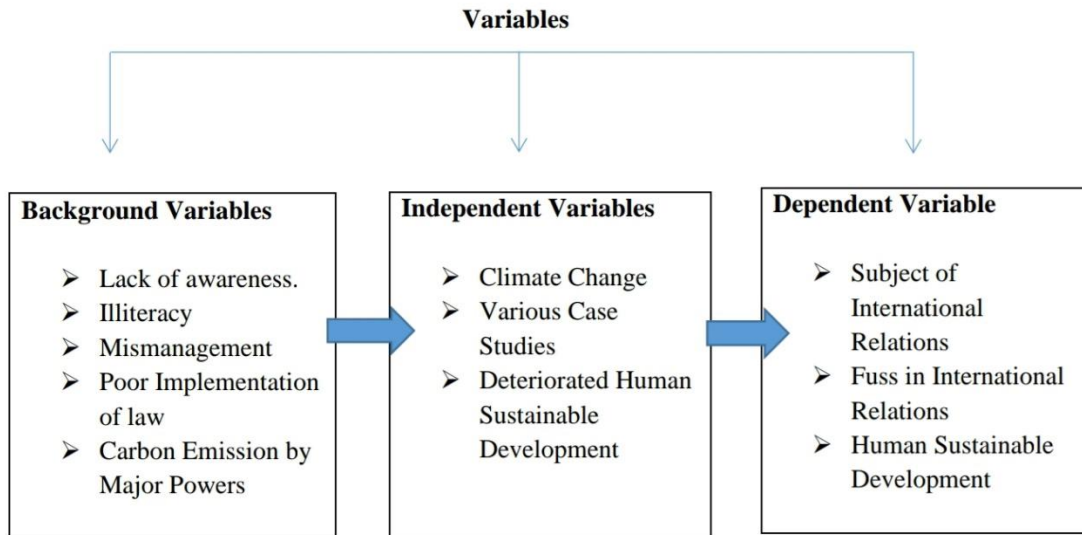 Variables
Background Variables
➢ Lack of awareness.
➢ Illiteracy
➢ Mismanagement
➢ Poor Implementation
of law
➢ Carbon Emission by
Major Powers
Independent Variables
➢ Climate Change
➢ Various Case
Studies
➢ Deteriorated Human
Sustainable
Development
Dependent Variable
➢ Subject of
International
Relations
➢ Fuss in International
Relations
➢ Human Sustainable
Development